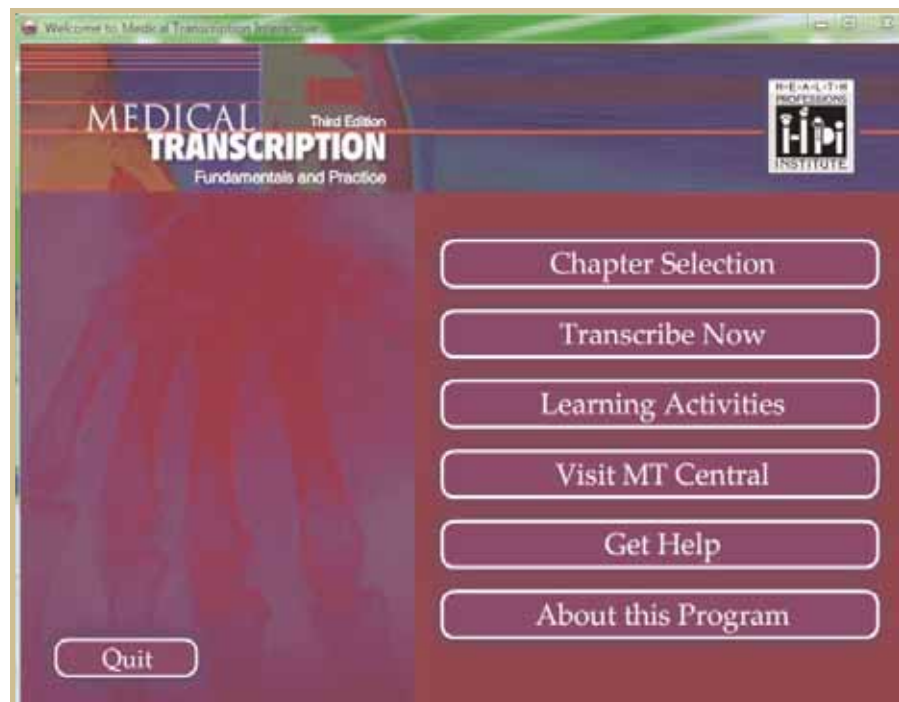 Welcome to Medical Transcription Interactive
MEDICAL Third Edition
TRANSCRIPTION
Fundamentals and Practice
H·E·A·L·T·H
PROFESSIONS
HPi
INSTITUTE
Chapter Selection
Transcribe Now
Learning Activities
Visit MT Central
Get Help
About this Program
Quit